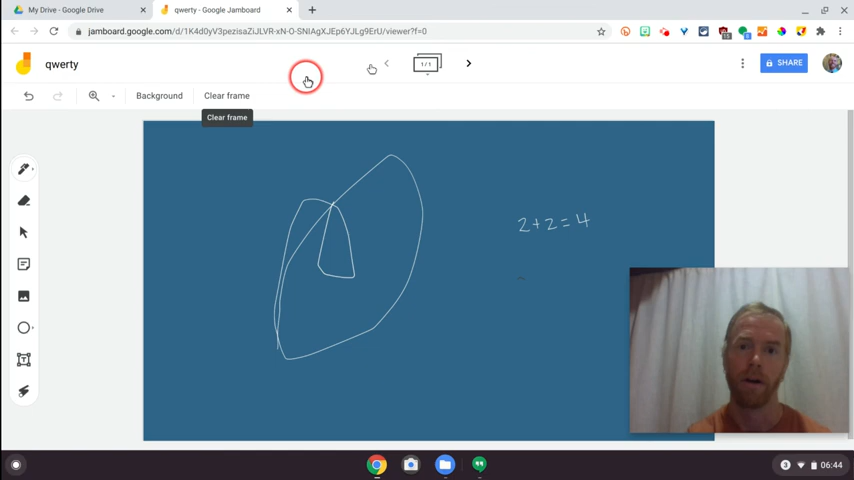 My Drive - Google Drive
qwerty - Google Jamboard
jamboard.google.com/d/1K4d0yV3pezisaZiJLVR-xN-O-SNIAgXJEp6YJLg9ErU/viewer?f=0
qwerty
1/1
SHARE
Background
Clear frame
Clear frame
2+2=4
3
06:44